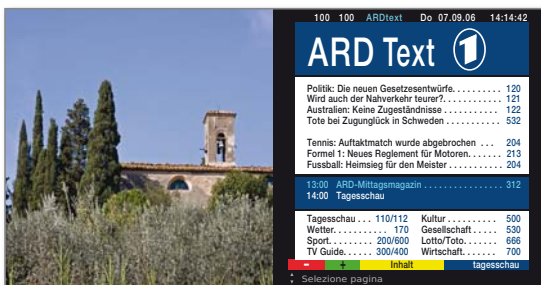 100 100 ARDtext Do 07.09.06 14:14:42
ARD Text 1
Politik: Die neuen Gesetzesentwürfe.......... 120
Wird auch der Nahverkehr teurer?........... 121
Australien: Keine Zugeständnisse ........... 122
Tote bei Zugunglück in Schweden ........... 532
Tennis: Auftaktmatch wurde abgebrochen ... 204
Formel 1: Neues Reglement für Motoren....... 213
Fussball: Heimsieg für den Meister ........... 204
13:00 ARD-Mittagsmagazin ................ 312
14:00 Tagesschau
Tagesschau ... 110/112 Kultur .......... 500
Wetter........... 170 Gesellschaft ..... 530
Sport......... 200/600 Lotto/Toto....... 666
TV Guide...... 300/400 Wirtschaft....... 700
- + Inhalt tagesschau
Selezione pagina